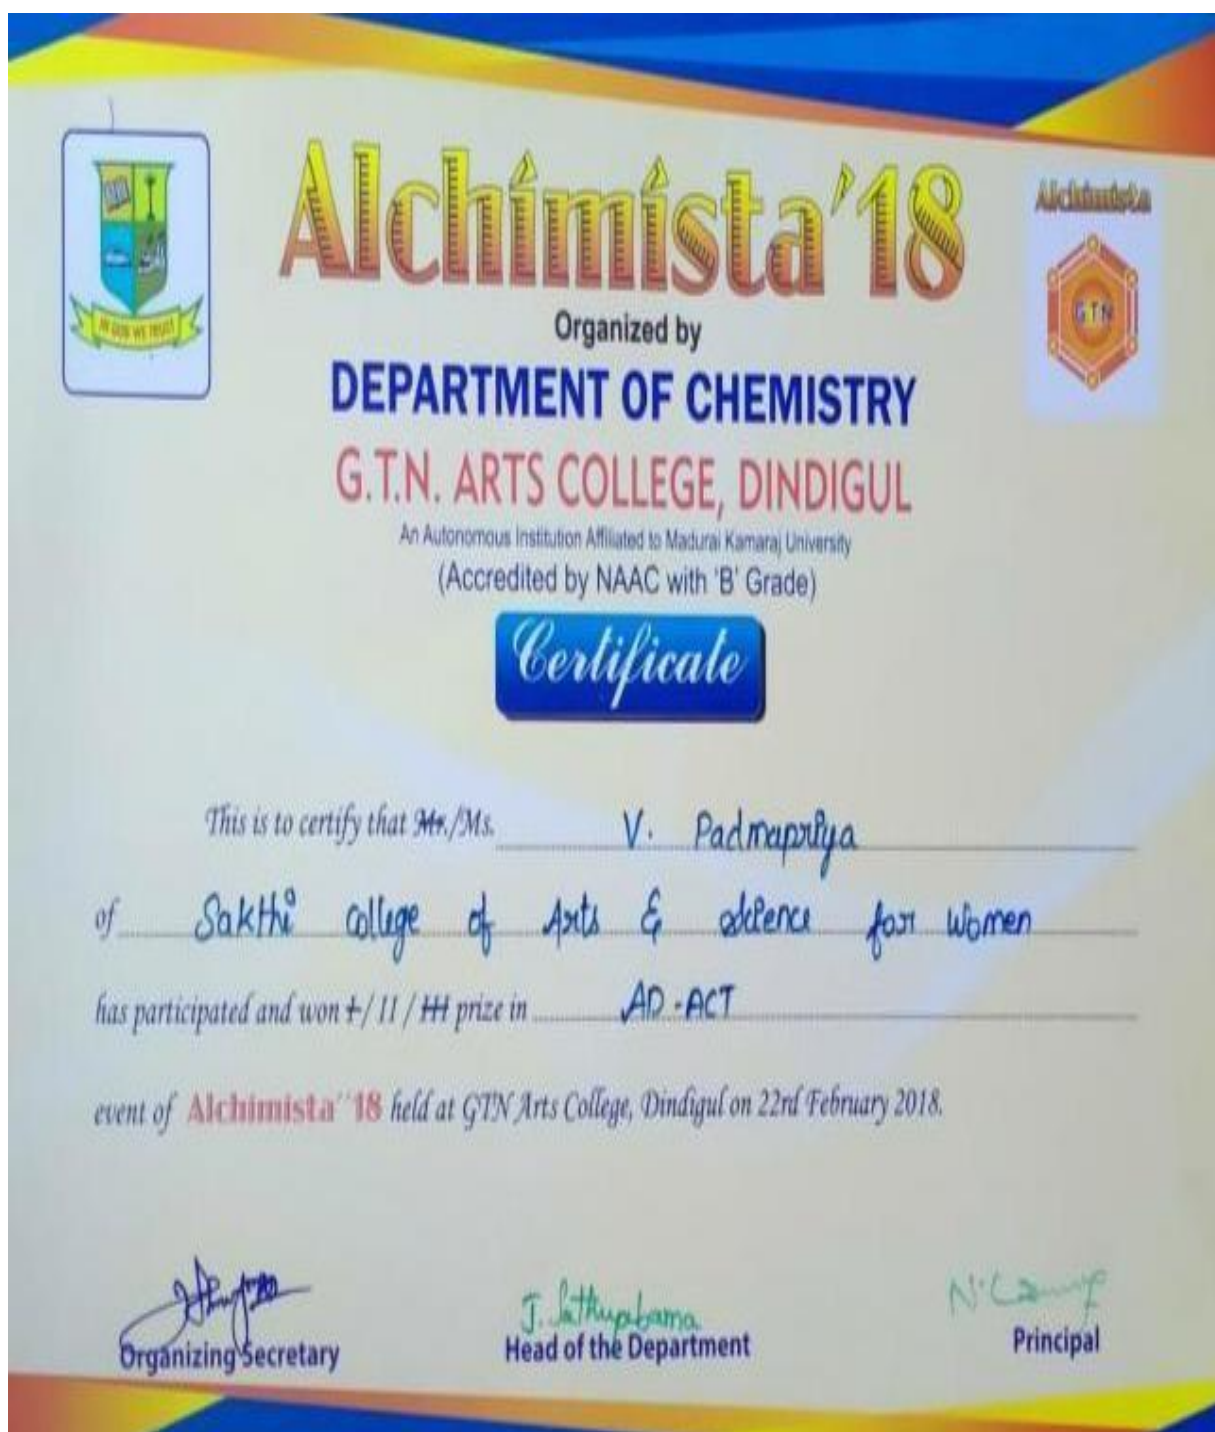 Alchimista'18
Alchimista
GTN
IN GOD WE TRUST
Organized by
DEPARTMENT OF CHEMISTRY
G.T.N. ARTS COLLEGE, DINDIGUL
An Autonomous Institution Affiliated to Madurai Kamaraj University
(Accredited by NAAC with 'B' Grade)
Certificate
This is to certify that Mr./Ms. V. Padmapriya
of Sakthi College of Arts & Science for Women
has participated and won I / II / III prize in AD-ACT
event of Alchimista' '18 held at GTN Arts College, Dindigul on 22rd February 2018.
J. Sathyabama
Organizing Secretary
Head of the Department
Principal